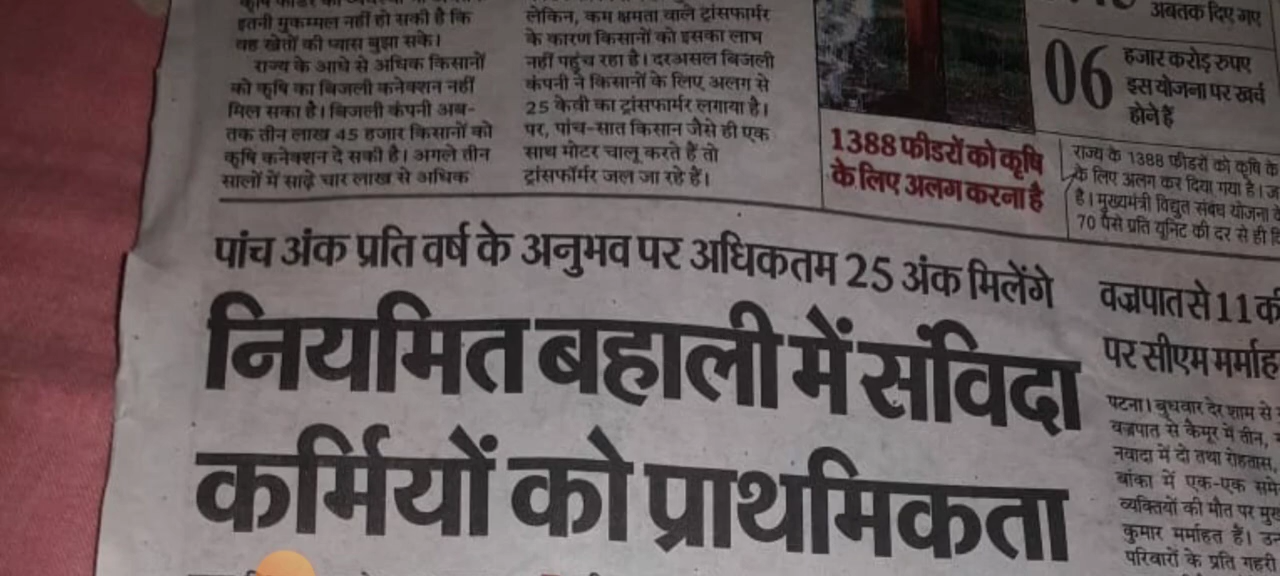 इतनी मुकम्मल नहीं हो सकी है कि
वह खेतों की प्यास बुझा सके।
राज्य के आधे से अधिक किसानों
को कृषि का बिजली कनेक्शन नहीं
मिल सका है। बिजली कंपनी अब-
तक तीन लाख 45 हजार किसानों को
कृषि कनेक्शन दे सकी है। अगले तीन
सालों में साढ़े चार लाख से अधिक
लेकिन, कम क्षमता वाले ट्रांसफार्मर
के कारण किसानों को इसका लाभ
नहीं पहुंच रहा है। दरअसल बिजली
कंपनी ने किसानों के लिए अलग से
25 केवी का ट्रांसफार्मर लगाया है।
पर, पांच-सात किसान जैसे ही एक
साथ मोटर चालू करते हैं तो
ट्रांसफॉर्मर जल जा रहे हैं।
1388 फीडरों को कृषि
के लिए अलग करना है
अबतक दिए गए
06 हजार करोड़ रुपए
इस योजना पर खर्च
होने हैं
राज्य के 1388 फीडरों को कृषि के
के लिए अलग कर दिया गया है।
है। मुख्यमंत्री विद्युत संबंध योजना
70 पैसे प्रति यूनिट की दर से ही
पांच अंक प्रति वर्ष के अनुभव पर अधिकतम 25 अंक मिलेंगे
नियमित बहाली में संविदा
कर्मियों को प्राथमिकता
वज्रपात से 11 की
पर सीएम मर्माह
पटना। बुधवार देर शाम से
वज्रपात से कैमूर में तीन,
नवादा में दो तथा रोहतास,
बांका में एक-एक समे
व्यक्तियों की मौत पर मुख
कुमार मर्माहत हैं। उन
परिवारों के प्रति गहरी